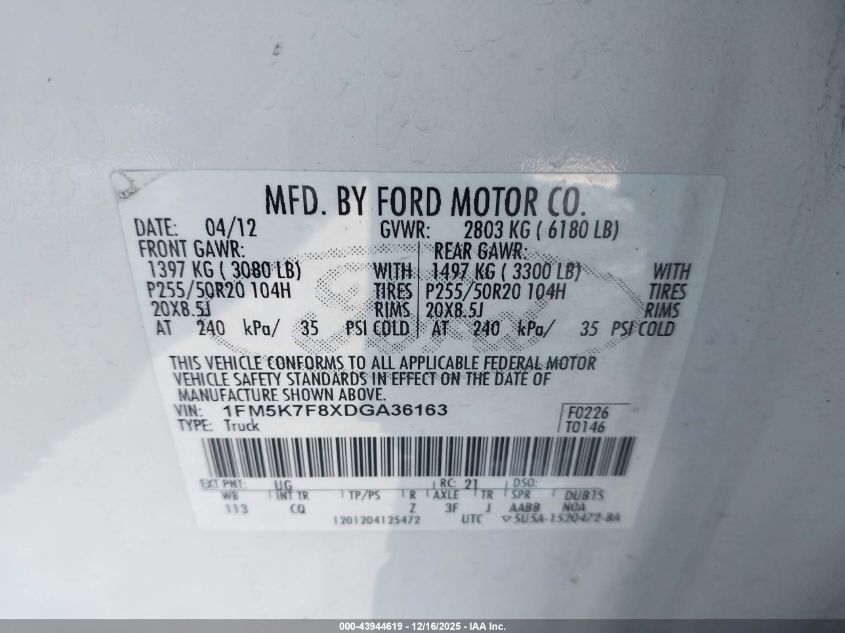 MFD. BY FORD MOTOR CO.
DATE: 04/12 GVWR: 2803 KG ( 6180 LB)
FRONT GAWR: REAR GAWR:
1397 KG ( 3080 LB) WITH 1497 KG ( 3300 LB) WITH
P255/50R20 104H TIRES P255/50R20 104H TIRES
20X8.5J RIMS 20X8.5J RIMS
AT 240 kPa/ 35 PSI COLD AT 240 kPa/ 35 PSI COLD
THIS VEHICLE CONFORMS TO ALL APPLICABLE FEDERAL MOTOR
VEHICLE SAFETY STANDARDS IN EFFECT ON THE DATE OF
MANUFACTURE SHOWN ABOVE.
VIN: 1FM5K7F8XDGA36163 F0226
TYPE: Truck T0146
EXT PNT: UG RC: 21 DSO:
WB INT TR TP/PS R AXLE TR SPR DUB1S
113 CQ Z 3F J AABB NOA
1201204125472 UTC 5U5A-1520472-BA
000-43944619 - 12/16/2025 - IAA Inc.